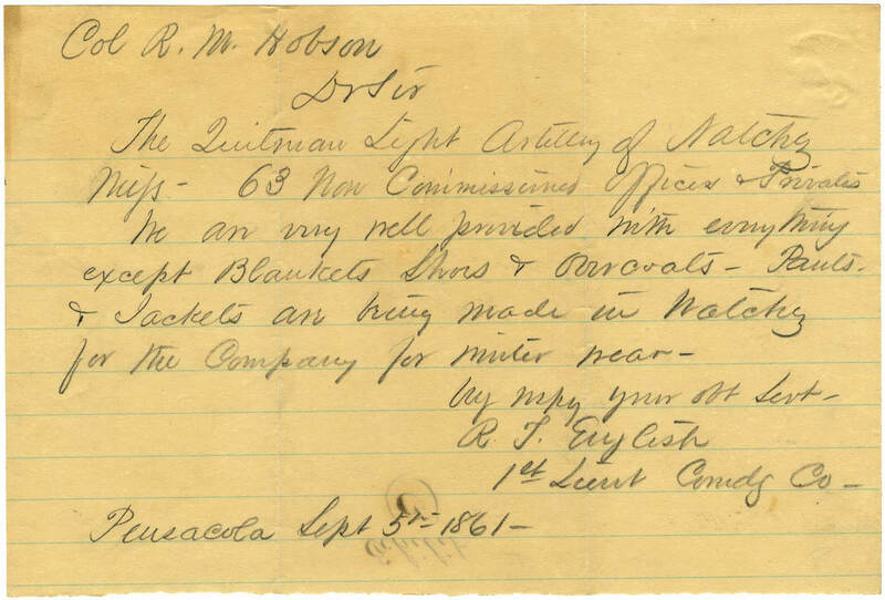 Col R. M. Hobson
Dr Sir
The Quitman Light Artillery of Natchez
Miss - 63 Non Commissioned Offices & Privates
We are very well provided with everything
except Blankets Shoes & Overcoats - Pants -
& Jackets are being made in Natchez
for the Company for winter wear -
Vry respy your obt Servt -
R. T. English
1st Lieut Comdg Co -
Pensacola Sept 5th 1861 -